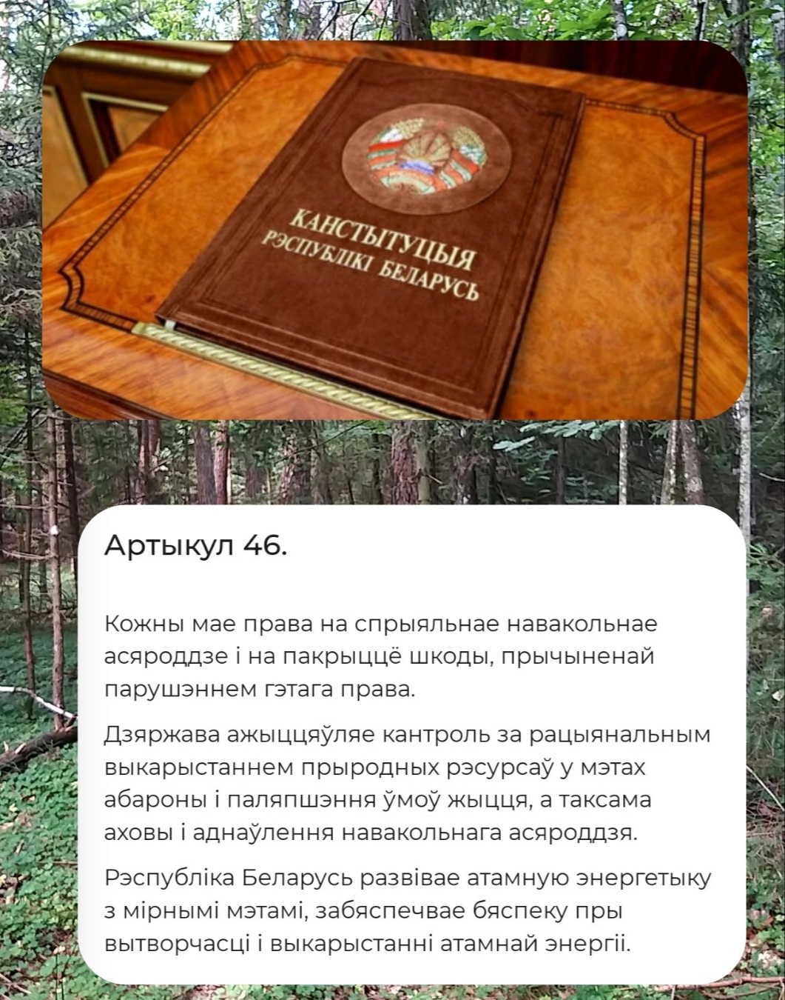 КАНСТЫТУЦЫЯ
РЭСПУБЛІКІ БЕЛАРУСЬ
Артыкул 46.
Кожны мае права на спрыяльнае навакольнае
асяроддзе і на пакрыццё шкоды, прычыненай
парушэннем гэтага права.
Дзяржава ажыццяўляе кантроль за рацыянальным
выкарыстаннем прыродных рэсурсаў у мэтах
абароны і паляпшэння ўмоў жыцця, а таксама
аховы і аднаўлення навакольнага асяроддзя.
Рэспубліка Беларусь развівае атамную энергетыку
з мірнымі мэтамі, забяспечвае бяспеку пры
вытворчасці і выкарыстанні атамнай энергіі.